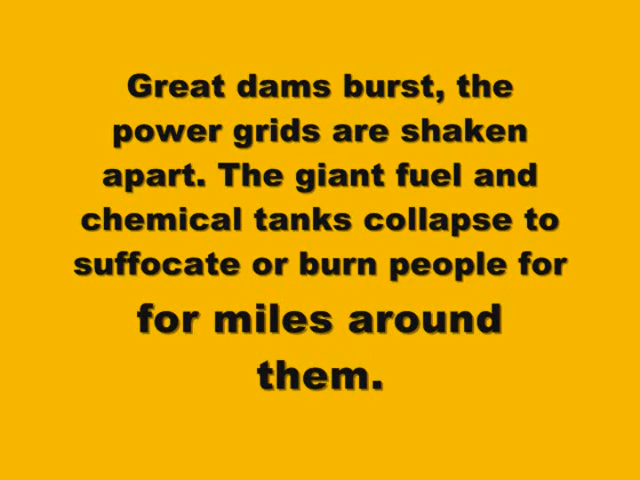 Great dams burst, the
power grids are shaken
apart. The giant fuel and
chemical tanks collapse to
suffocate or burn people for
for miles around
them.